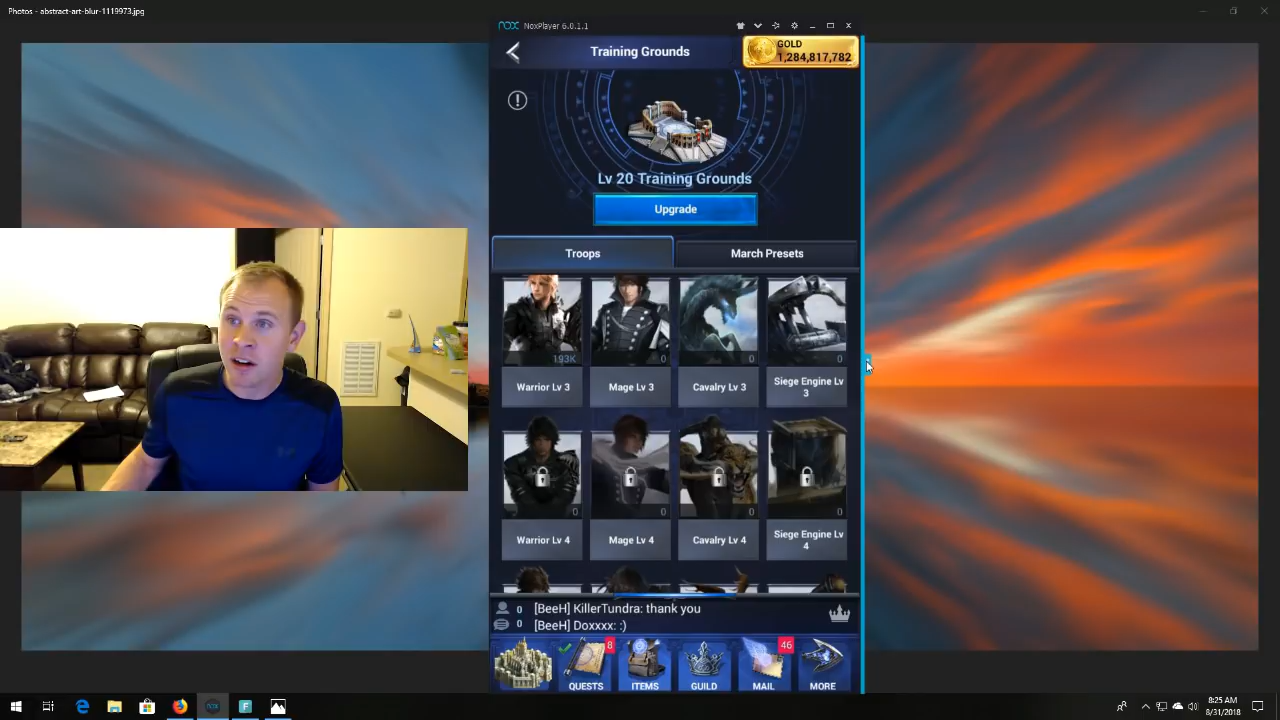 Photos - abstract-art-blur-1119973.jpg
nox NoxPlayer 6.0.1.1
Training Grounds
GOLD
1,284,817,782
Lv 20 Training Grounds
Upgrade
Troops
March Presets
193K
0
0
0
Warrior Lv 3
Mage Lv 3
Cavalry Lv 3
Siege Engine Lv
3
0
0
0
0
Warrior Lv 4
Mage Lv 4
Cavalry Lv 4
Siege Engine Lv
4
0 [BeeH] KillerTundra: thank you
0 [BeeH] Doxxxx: :)
8
46
QUESTS
ITEMS
GUILD
MAIL
MORE
nox
F
8:25 AM
8/31/2018